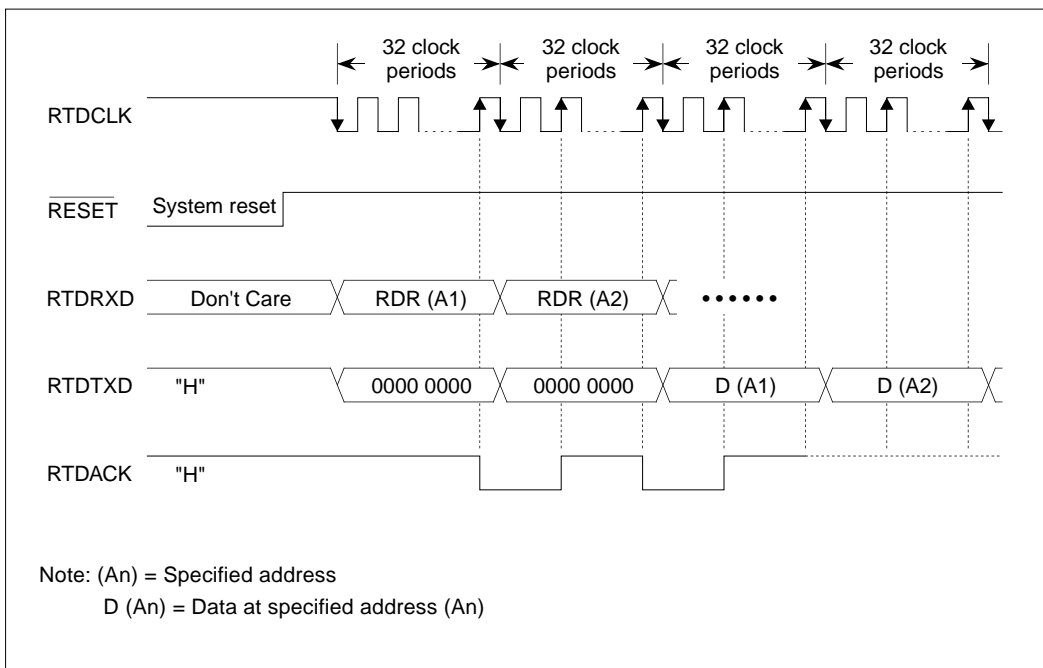 32 clock periods 32 clock periods 32 clock periods 32 clock periods
RTDCLK
RESET System reset
RTDRXD Don't Care RDR (A1) RDR (A2) ••••••
RTDTXD "H" 0000 0000 0000 0000 D (A1) D (A2)
RTDACK "H"
Note: (An) = Specified address
D (An) = Data at specified address (An)